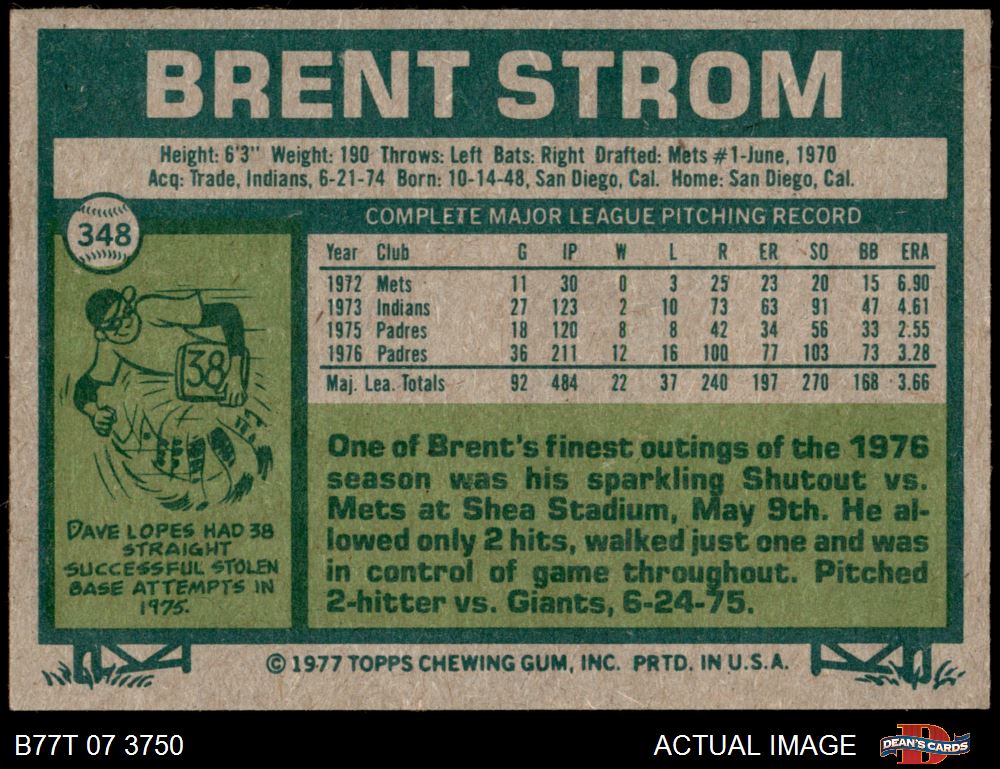 BRENT STROM
Height: 6'3" Weight: 190 Throws: Left Bats: Right Drafted: Mets #1-June, 1970
Acq: Trade, Indians, 6-21-74 Born: 10-14-48, San Diego, Cal. Home: San Diego, Cal.
348
COMPLETE MAJOR LEAGUE PITCHING RECORD
Year Club G IP W L R ER SO BB ERA
1972 Mets 11 30 0 3 25 23 20 15 6.90
1973 Indians 27 123 2 10 73 63 91 47 4.61
1975 Padres 18 120 8 8 42 34 56 33 2.55
1976 Padres 36 211 12 16 100 77 103 73 3.28
Maj. Lea. Totals 92 484 22 37 240 197 270 168 3.66
38
DAVE LOPES HAD 38
STRAIGHT
SUCCESSFUL STOLEN
BASE ATTEMPTS IN
1975.
One of Brent's finest outings of the 1976
season was his sparkling Shutout vs.
Mets at Shea Stadium, May 9th. He al-
lowed only 2 hits, walked just one and was
in control of game throughout. Pitched
2-hitter vs. Giants, 6-24-75.
© 1977 TOPPS CHEWING GUM, INC. PRTD. IN U.S.A.
B77T 07 3750
ACTUAL IMAGE
DEAN'S CARDS